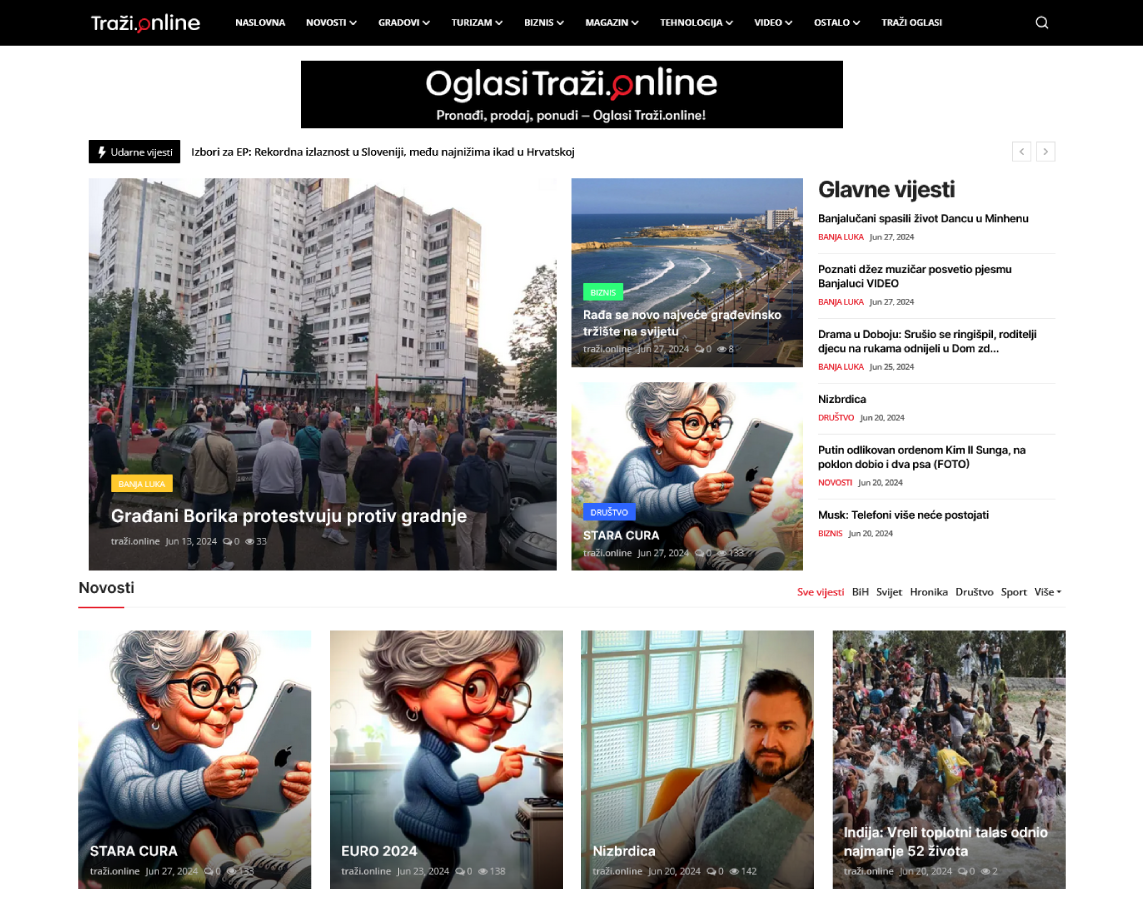 Traži.online
NASLOVNA
NOVOSTI
GRADOVI
TURIZAM
BIZNIS
MAGAZIN
TEHNOLOGIJA
VIDEO
OSTALO
TRAŽI OGLASI
OglasiTraži.online
Pronađi, prodaj, ponudi – Oglasi Traži.online!
Udarne vijesti
Izbori za EP: Rekordna izlaznost u Sloveniji, među najnižima ikad u Hrvatskoj
BANJA LUKA
Građani Borika protestvuju protiv gradnje
traži.online Jun 13, 2024 0 33
BIZNIS
Rađa se novo najveće građevinsko
tržište na svijetu
traži.online Jun 27, 2024 0 8
DRUŠTVO
STARA CURA
traži.online Jun 27, 2024 0 133
Glavne vijesti
Banjalučani spasili život Dancu u Minhenu
BANJA LUKA Jun 27, 2024
Poznati džez muzičar posvetio pjesmu
Banjaluci VIDEO
BANJA LUKA Jun 27, 2024
Drama u Doboju: Srušio se ringišpil, roditelji
djecu na rukama odnijeli u Dom zd...
BANJA LUKA Jun 25, 2024
Nizbrdica
DRUŠTVO Jun 20, 2024
Putin odlikovan ordenom Kim Il Sunga, na
poklon dobio i dva psa (FOTO)
NOVOSTI Jun 20, 2024
Musk: Telefoni više neće postojati
BIZNIS Jun 20, 2024
Novosti
Sve vijesti BiH Svijet Hronika Društvo Sport Više
STARA CURA
traži.online Jun 27, 2024 0 133
EURO 2024
traži.online Jun 23, 2024 0 138
Nizbrdica
traži.online Jun 20, 2024 0 142
Indija: Vreli toplotni talas odnio
najmanje 52 života
traži.online Jun 20, 2024 0 2